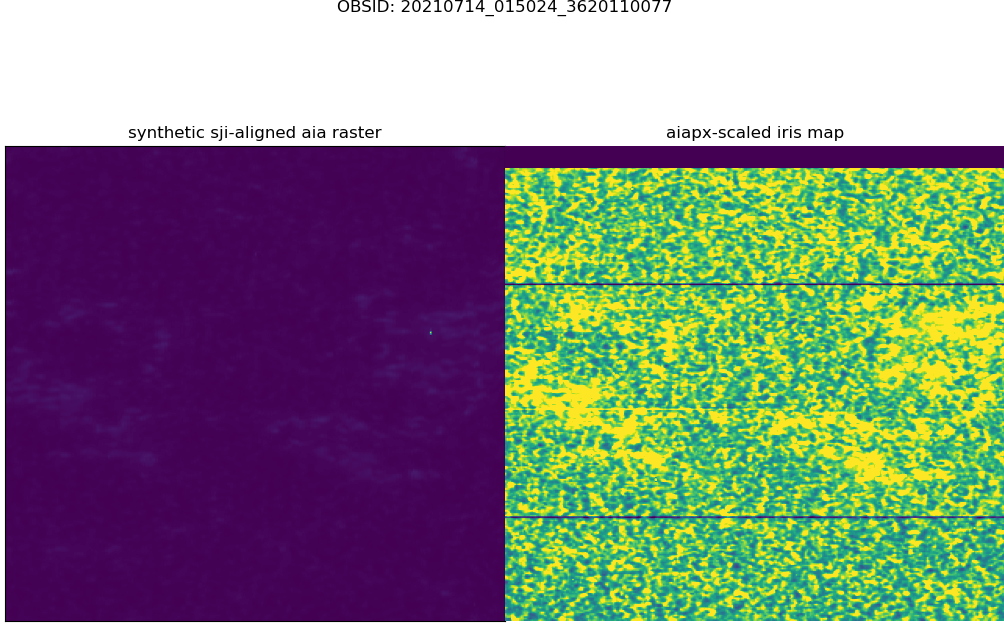 OBSID: 20210714_015024_3620110077
synthetic sji-aligned aia raster
aiapx-scaled iris map